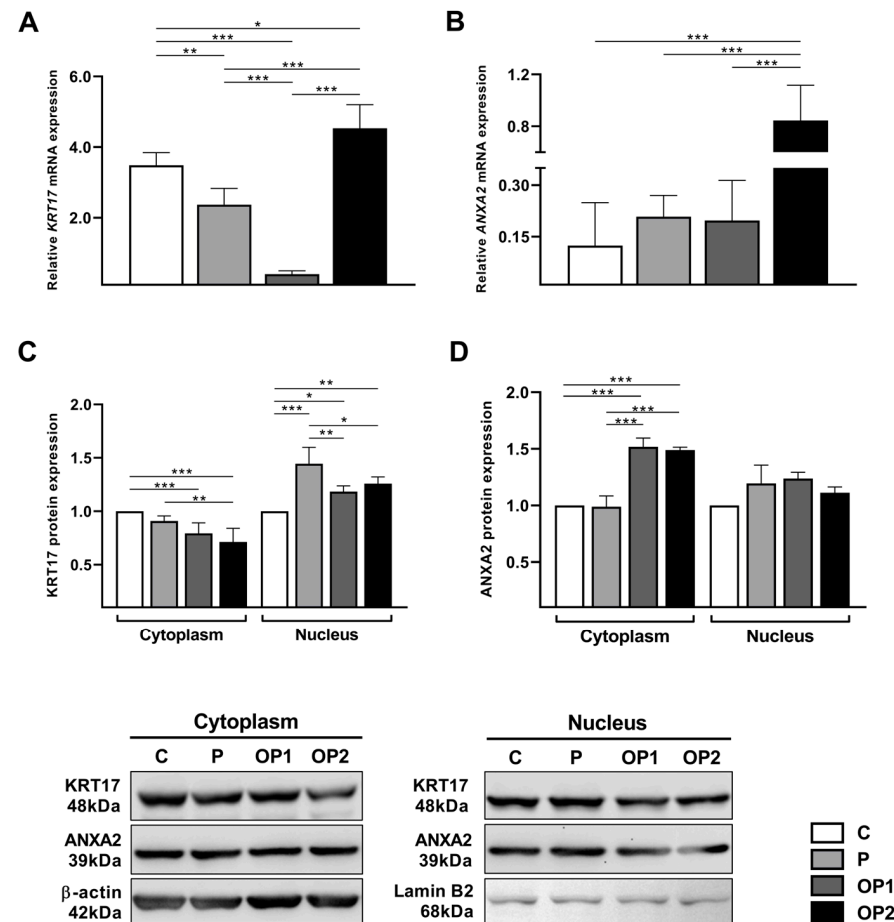 A
*
***
**
***
***
***
6.0
4.0
2.0
Relative KRT17 mRNA expression
B
***
***
***
1.2
0.8
0.30
0.15
Relative ANXA2 mRNA expression
C
**
*
***
*
**
***
***
**
2.0
1.5
1.0
0.5
KRT17 protein expression
Cytoplasm
Nucleus
D
***
***
***
***
2.0
1.5
1.0
0.5
ANXA2 protein expression
Cytoplasm
Nucleus
Cytoplasm
C P OP1 OP2
KRT17
48kDa
ANXA2
39kDa
β-actin
42kDa
Nucleus
C P OP1 OP2
KRT17
48kDa
ANXA2
39kDa
Lamin B2
68kDa
C
P
OP1
OP2